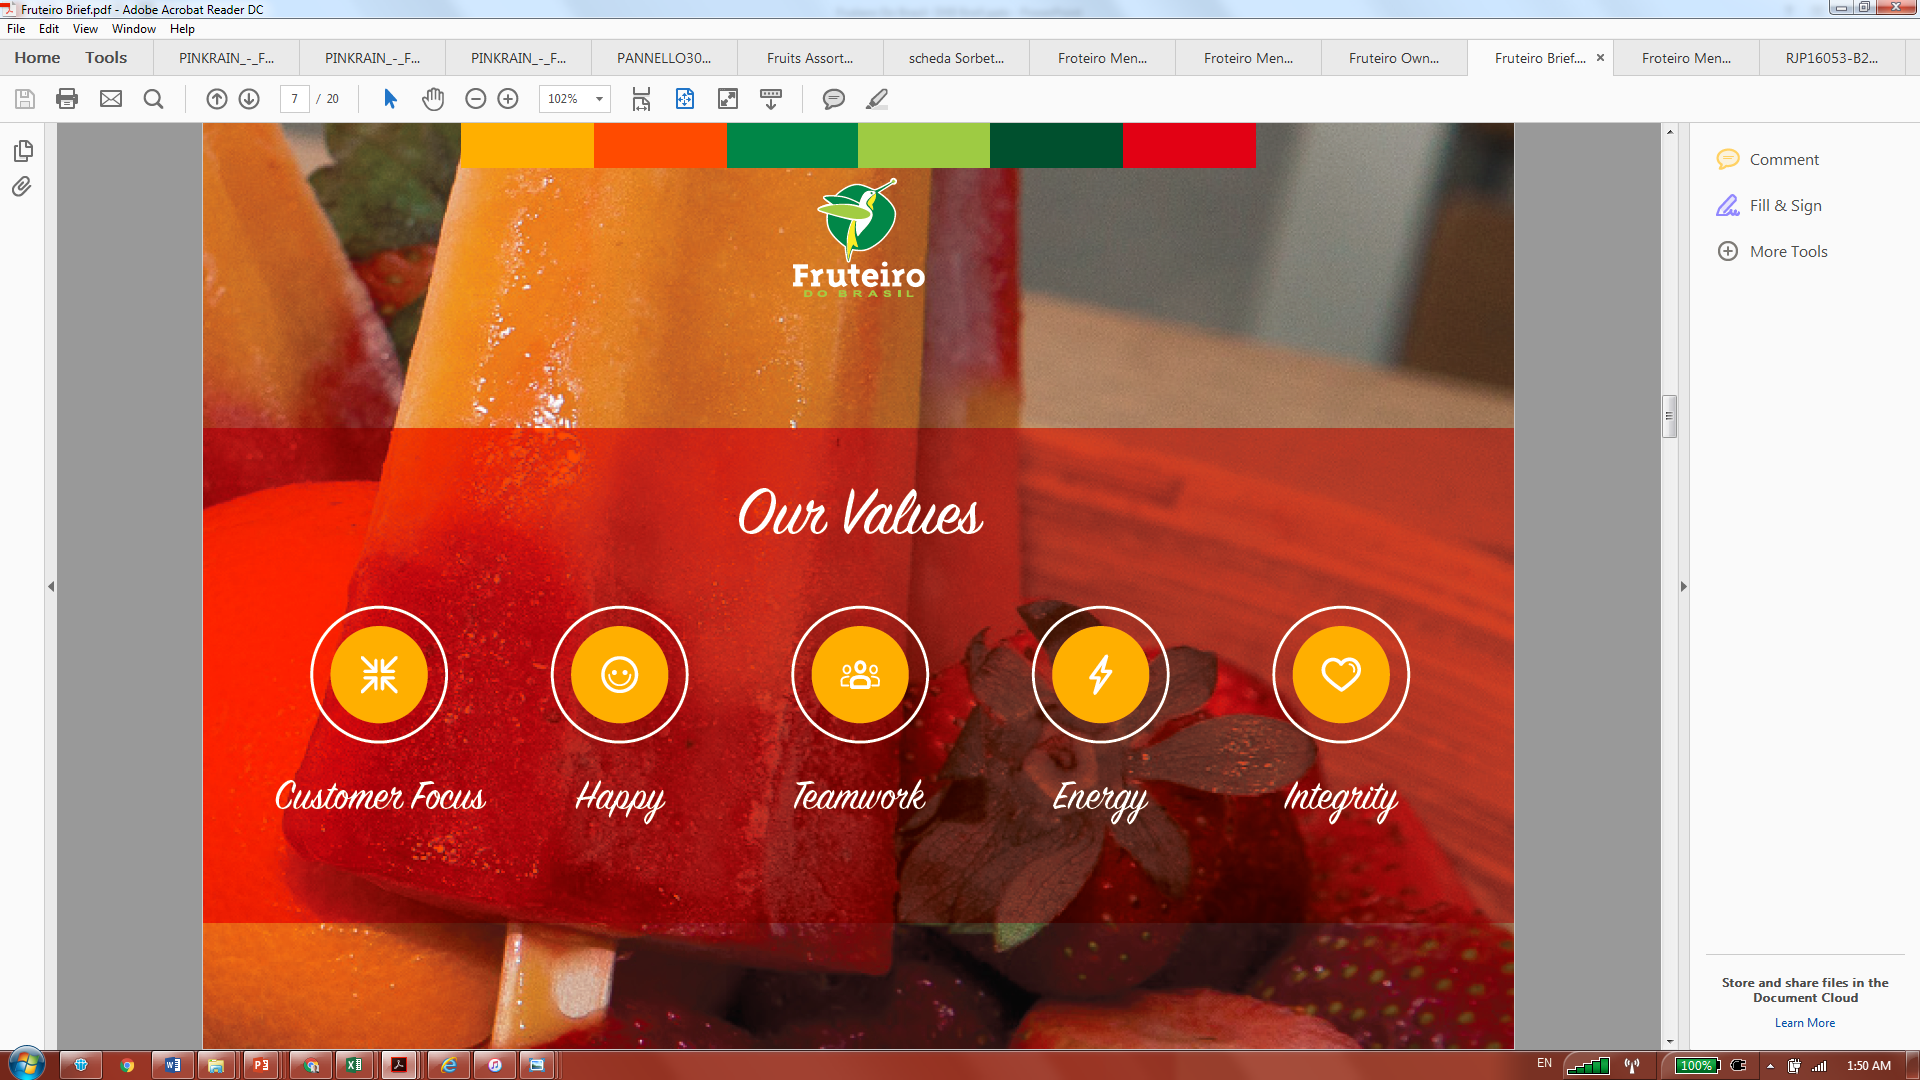 Fruteiro Brief.pdf - Adobe Acrobat Reader DC
File Edit View Window Help
Home Tools PINKRAIN_-_F... PINKRAIN_-_F... PINKRAIN_-_F... PANNELLO30... Fruits Assort... scheda Sorbet... Froteiro Men... Froteiro Men... Fruteiro Own... Fruteiro Brief.... Froteiro Men... RJP16053-B2...
7 / 20 102%
Comment
Fill & Sign
More Tools
Fruteiro
DO BRASIL
Our Values
Customer Focus Happy Teamwork Energy Integrity
Store and share files in the
Document Cloud
Learn More
EN 100% 1:50 AM